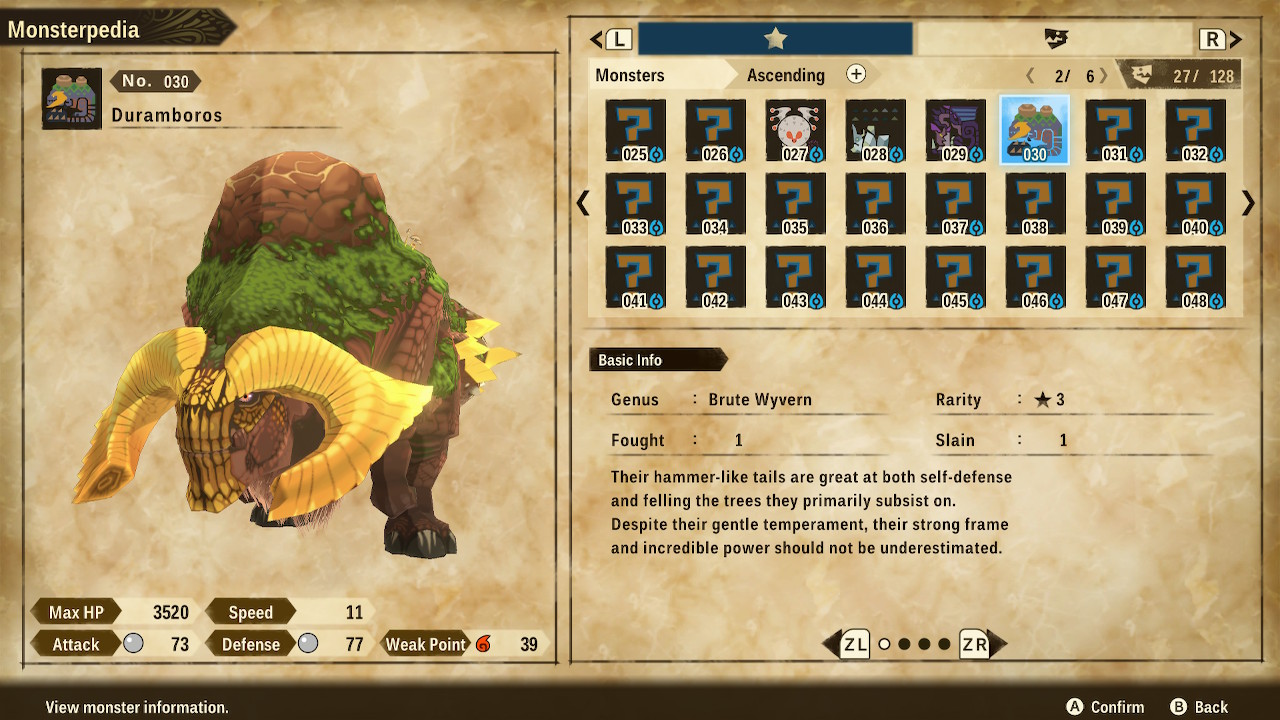 Monsterpedia
No. 030
Duramboros
Max HP 3520 Speed 11
Attack 73 Defense 77 Weak Point 39
L R
Monsters Ascending 2/ 6 27/ 128
025 026 027 028 029 030 031 032
033 034 035 036 037 038 039 040
041 042 043 044 045 046 047 048
Basic Info
Genus : Brute Wyvern Rarity : ★ 3
Fought : 1 Slain : 1
Their hammer-like tails are great at both self-defense
and felling the trees they primarily subsist on.
Despite their gentle temperament, their strong frame
and incredible power should not be underestimated.
ZL ZR
View monster information. A Confirm B Back